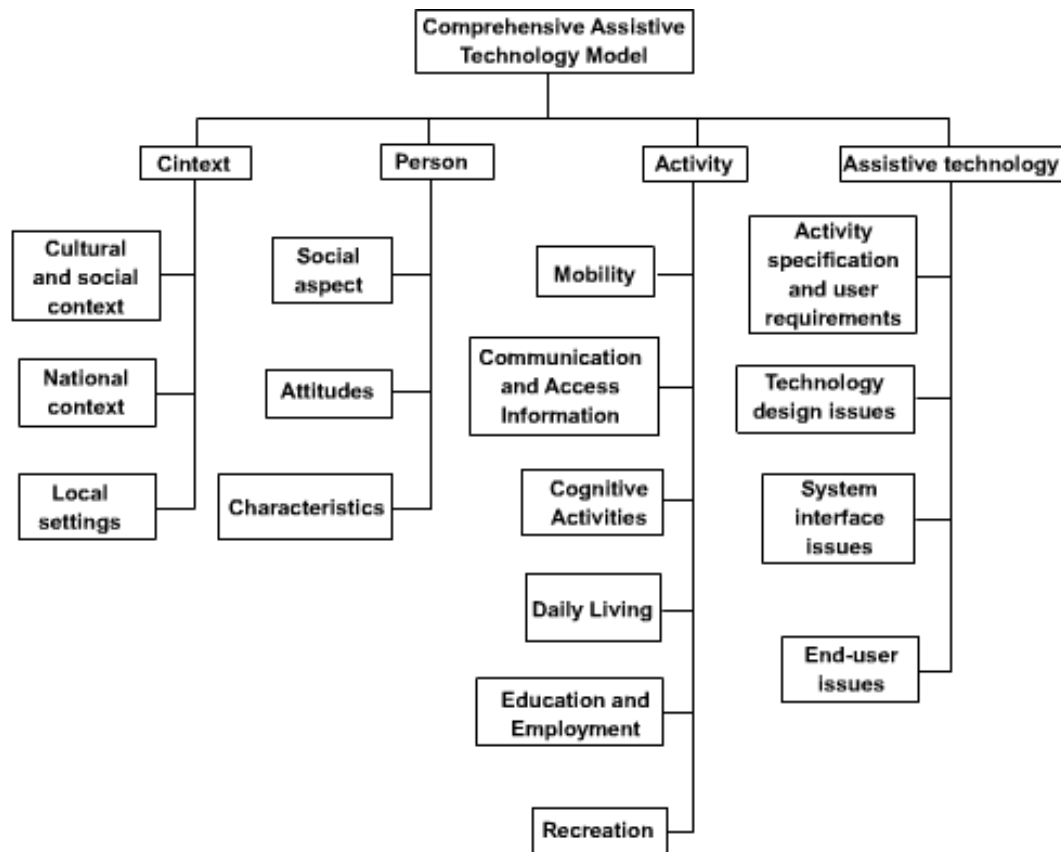 Comprehensive Assistive
Technology Model
Cintext
Person
Activity
Assistive technology
Cultural
and social
context
National
context
Local
settings
Social
aspect
Attitudes
Characteristics
Mobility
Communication
and Access
Information
Cognitive
Activities
Daily Living
Education and
Employment
Recreation
Activity
specification
and user
requirements
Technology
design issues
System
interface
issues
End-user
issues